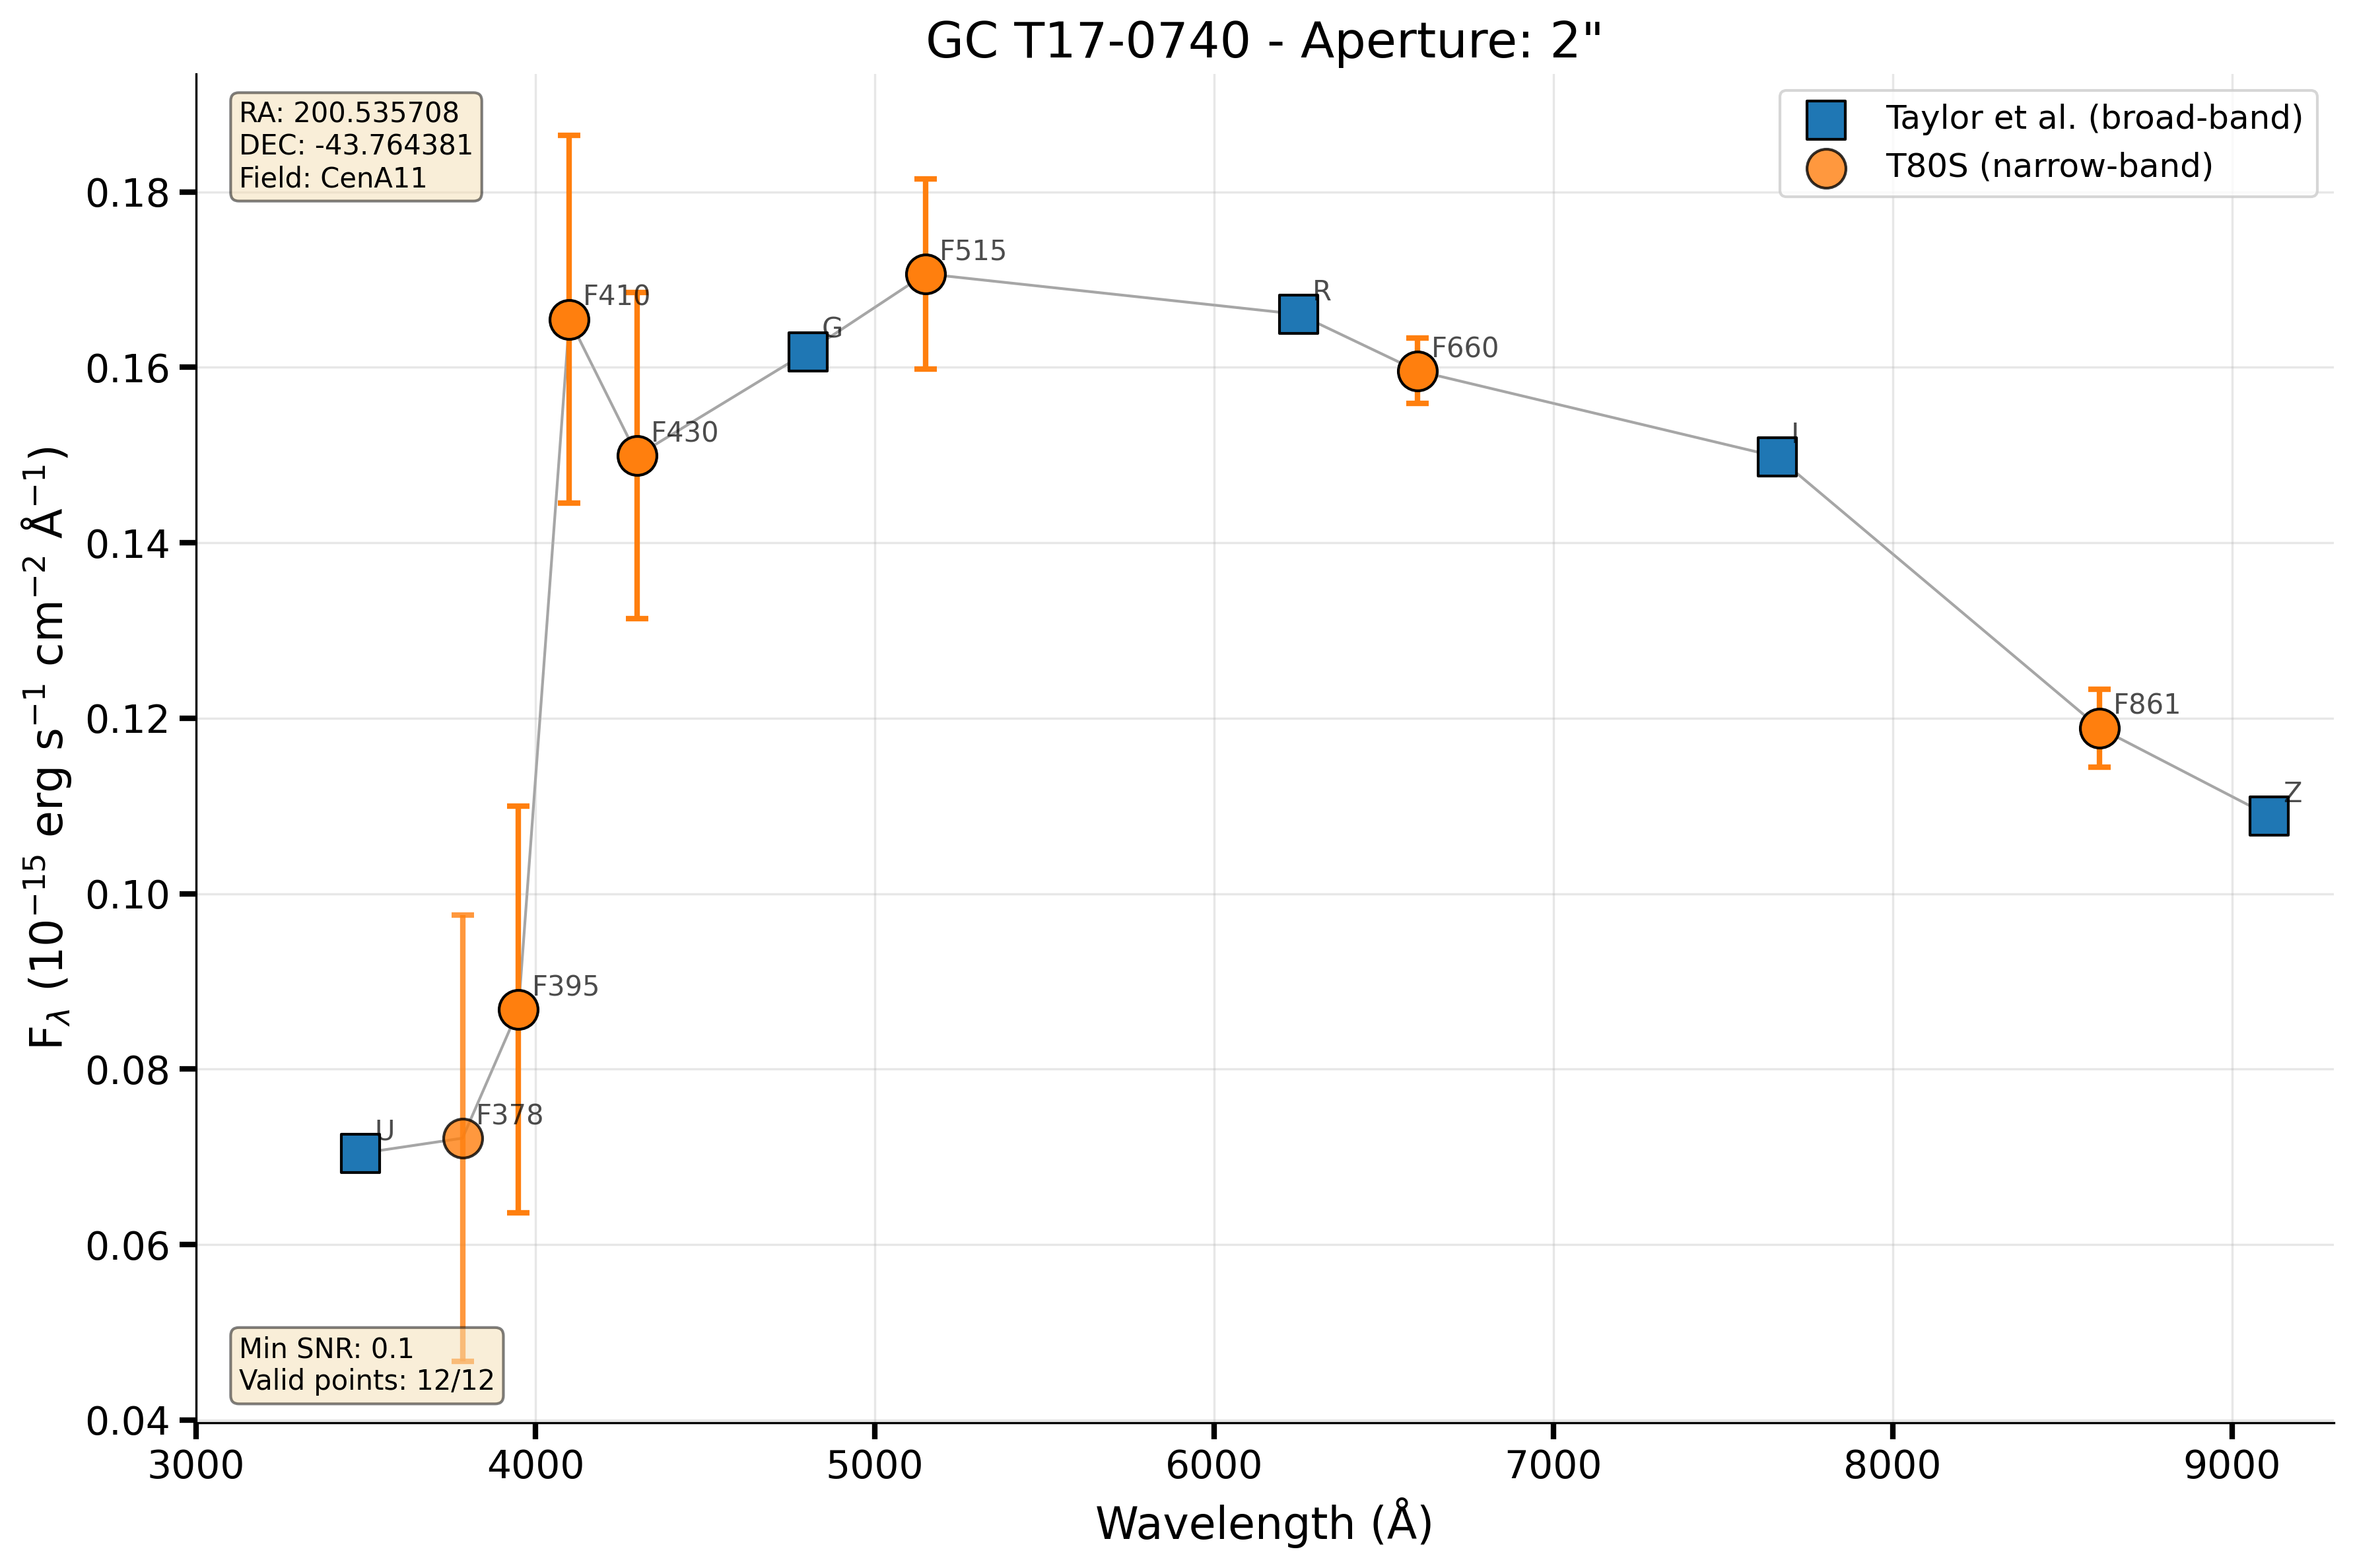 GC T17-0740 - Aperture: 2"
RA: 200.535708
DEC: -43.764381
Field: CenA11
Taylor et al. (broad-band)
T80S (narrow-band)
F410
F430
G
F515
R
F660
I
F861
Z
F395
F378
U
Min SNR: 0.1
Valid points: 12/12
0.18
0.16
0.14
0.12
0.10
0.08
0.06
0.04
F_λ (10⁻¹⁵ erg s⁻¹ cm⁻² Å⁻¹)
3000 4000 5000 6000 7000 8000 9000
Wavelength (Å)